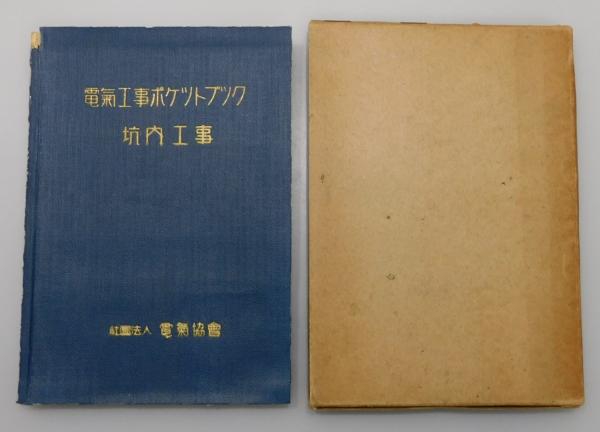 電氣工事ポケツトブツク
坑内工事
社團法人 電氣協會